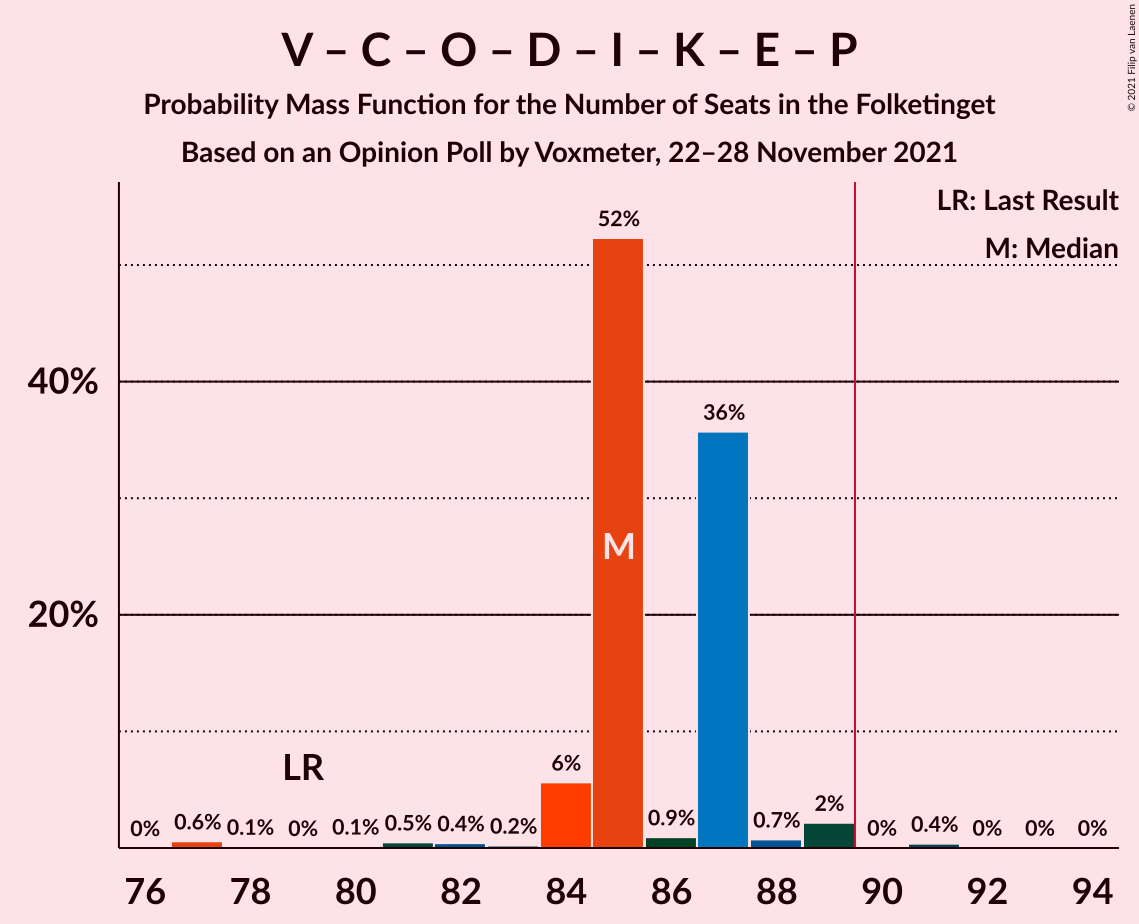 V – C – O – D – I – K – E – P
Probability Mass Function for the Number of Seats in the Folketinget
Based on an Opinion Poll by Voxmeter, 22–28 November 2021
© 2021 Filip van Laenen
LR: Last Result
M: Median
52%
40%
36%
M
20%
LR
6%
0% 0.6% 0.1% 0% 0.1% 0.5% 0.4% 0.2% 0.9% 0.7% 2% 0% 0.4% 0% 0% 0%
76 78 80 82 84 86 88 90 92 94